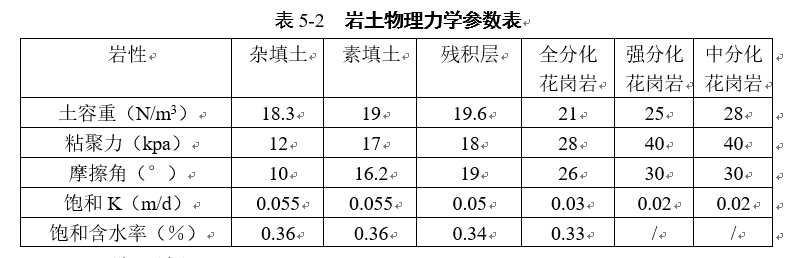 表 5-2 岩土物理力学参数表
岩性 杂填土 素填土 残积层 全分化花岗岩 强分化花岗岩 中分化花岗岩
土容重（N/m³） 18.3 19 19.6 21 25 28
粘聚力（kpa） 12 17 18 28 40 40
摩擦角（°） 10 16.2 19 26 30 30
饱和 K（m/d） 0.055 0.055 0.05 0.03 0.02 0.02
饱和含水率（%） 0.36 0.36 0.34 0.33 / /